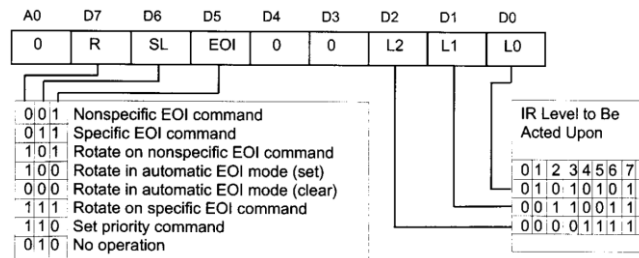 A0 D7 D6 D5 D4 D3 D2 D1 D0
0 R SL EOI 0 0 L2 L1 L0
0 0 1 Nonspecific EOI command
0 1 1 Specific EOI command
1 0 1 Rotate on nonspecific EOI command
1 0 0 Rotate in automatic EOI mode (set)
0 0 0 Rotate in automatic EOI mode (clear)
1 1 1 Rotate on specific EOI command
1 1 0 Set priority command
0 1 0 No operation
IR Level to Be
Acted Upon
0 1 2 3 4 5 6 7
0 1 0 1 0 1 0 1
0 0 1 1 0 0 1 1
0 0 0 0 1 1 1 1